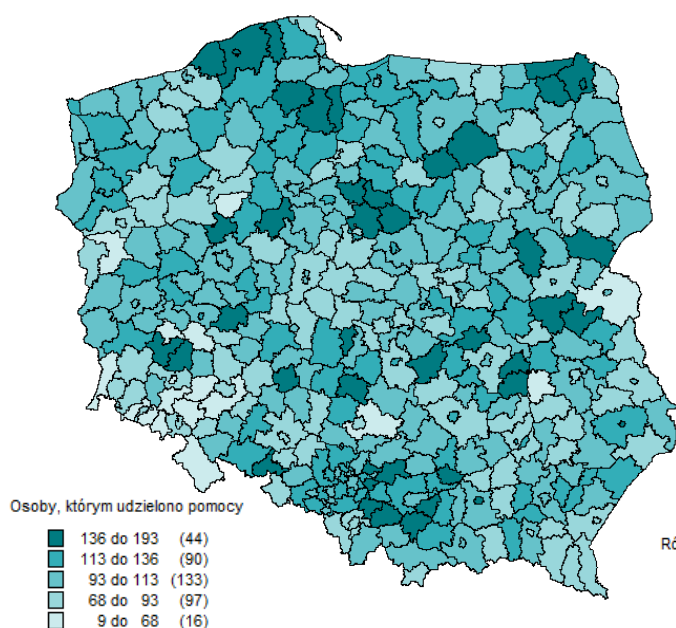 Osoby, którym udzielono pomocy
136 do 193 (44)
113 do 136 (90)
93 do 113 (133)
68 do 93 (97)
9 do 68 (16)
Ró